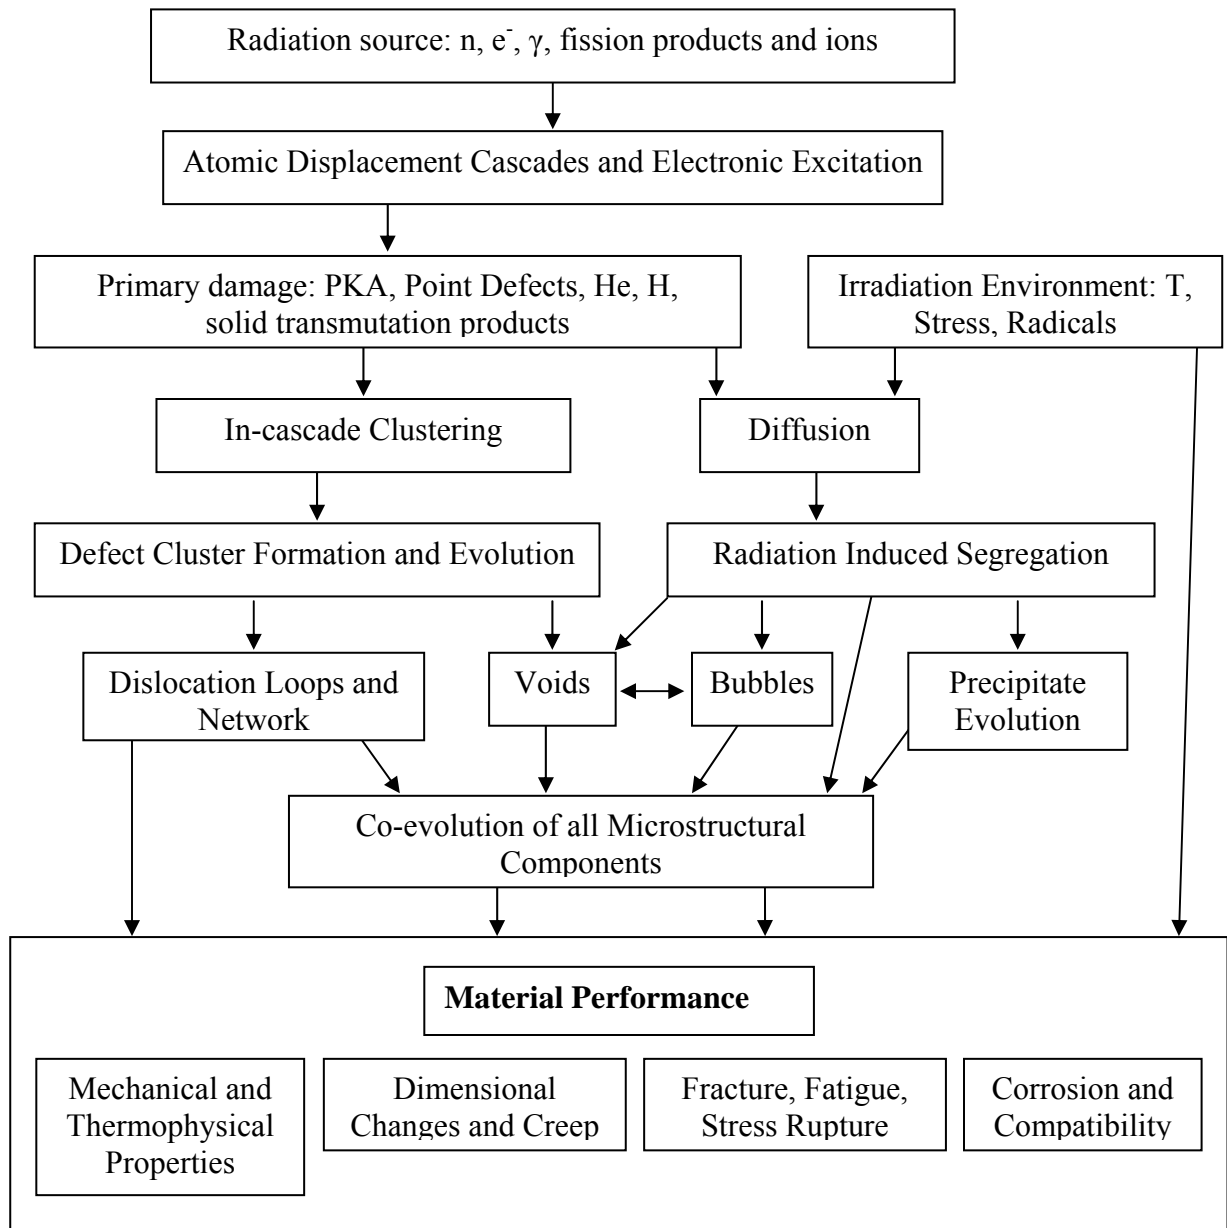 Radiation source: n, e⁻, γ, fission products and ions
Atomic Displacement Cascades and Electronic Excitation
Primary damage: PKA, Point Defects, He, H,
solid transmutation products
Irradiation Environment: T,
Stress, Radicals
In-cascade Clustering
Diffusion
Defect Cluster Formation and Evolution
Radiation Induced Segregation
Dislocation Loops and
Network
Voids
Bubbles
Precipitate
Evolution
Co-evolution of all Microstructural
Components
Material Performance
Mechanical and
Thermophysical
Properties
Dimensional
Changes and Creep
Fracture, Fatigue,
Stress Rupture
Corrosion and
Compatibility